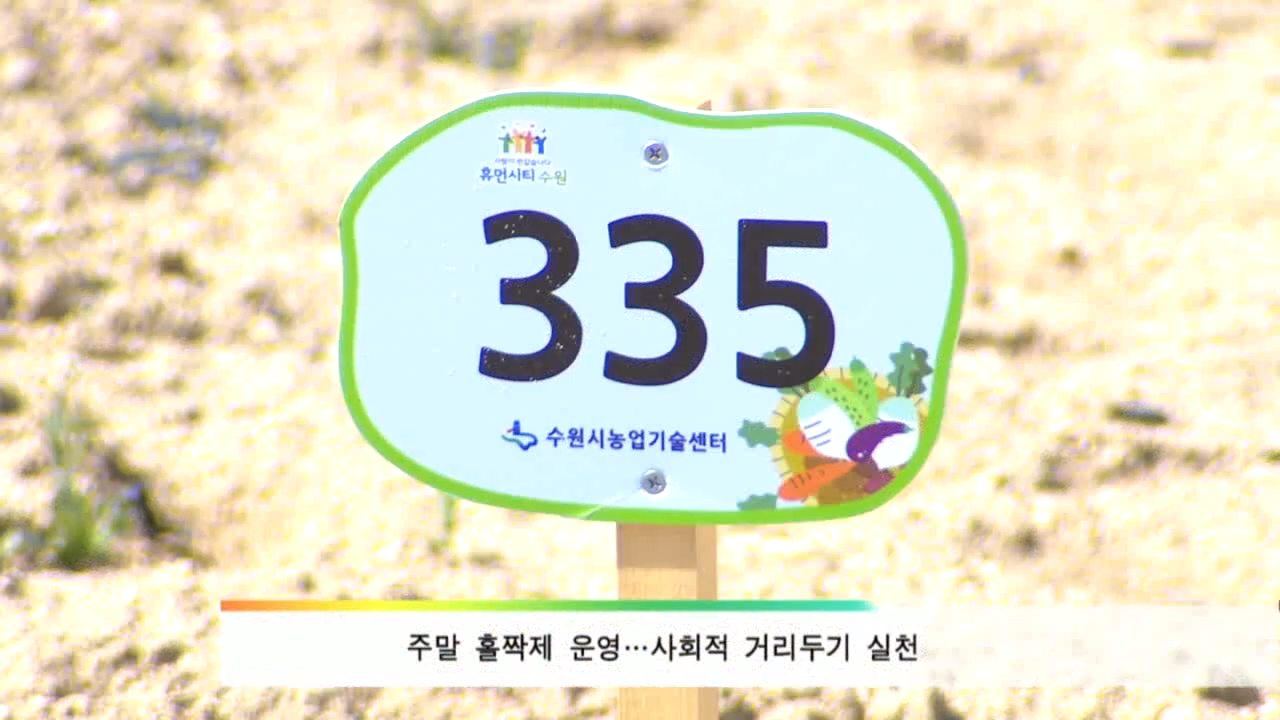 사람이 반갑습니다
휴먼시티 수원
335
수원시농업기술센터
주말 홀짝제 운영…사회적 거리두기 실천